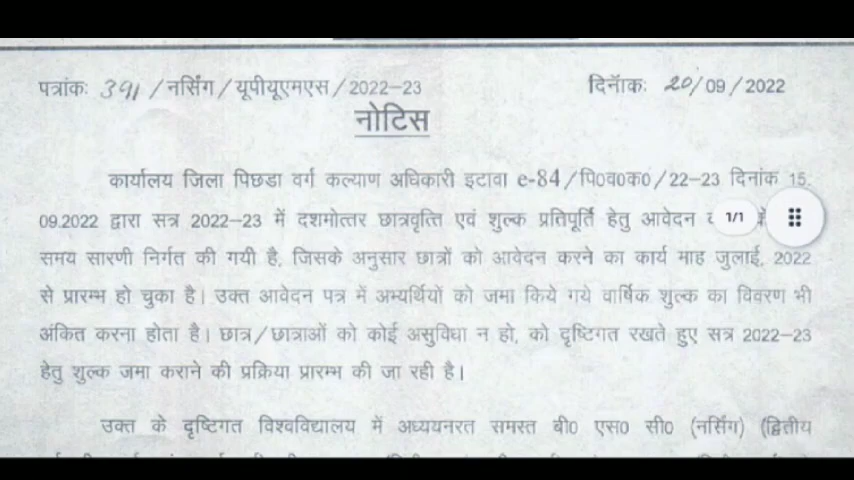 पत्रांकः 391/नर्सिंग/यूपीयूएमएस/2022–23 दिनॉकः 20/09/2022
नोटिस
कार्यालय जिला पिछडा वर्ग कल्याण अधिकारी इटावा e-84/पि0व0क0/22–23 दिनांक 15.
09.2022 द्वारा सत्र 2022–23 में दशमोत्तर छात्रवृत्ति एवं शुल्क प्रतिपूर्ति हेतु आवेदन 1/1
समय सारणी निर्गत की गयी है, जिसके अनुसार छात्रों को आवेदन करने का कार्य माह जुलाई, 2022
से प्रारम्भ हो चुका है। उक्त आवेदन पत्र में अभ्यर्थियों को जमा किये गये वार्षिक शुल्क का विवरण भी
अंकित करना होता है। छात्र/छात्राओं को कोई असुविधा न हो, को दृष्टिगत रखते हुए सत्र 2022–23
हेतु शुल्क जमा कराने की प्रक्रिया प्रारम्भ की जा रही है।
उक्त के दृष्टिगत विश्वविद्यालय में अध्ययनरत समस्त बी0 एस0 सी0 (नर्सिंग) (द्वितीय